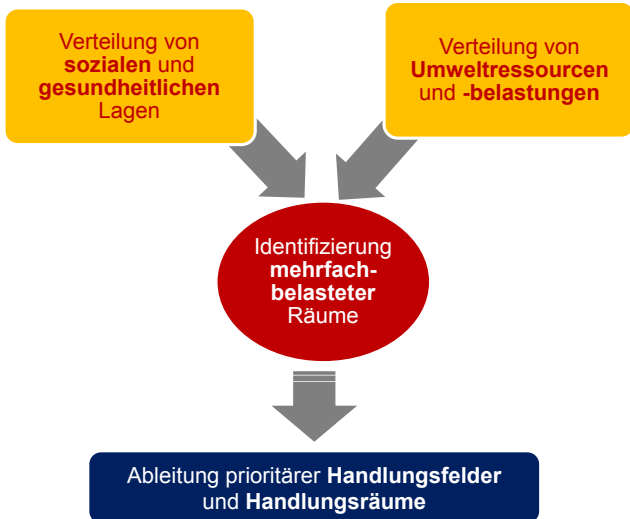 Verteilung von
sozialen und
gesundheitlichen
Lagen
Verteilung von
Umweltressourcen
und -belastungen
Identifizierung
mehrfach-
belasteter
Räume
Ableitung prioritärer Handlungsfelder
und Handlungsräume